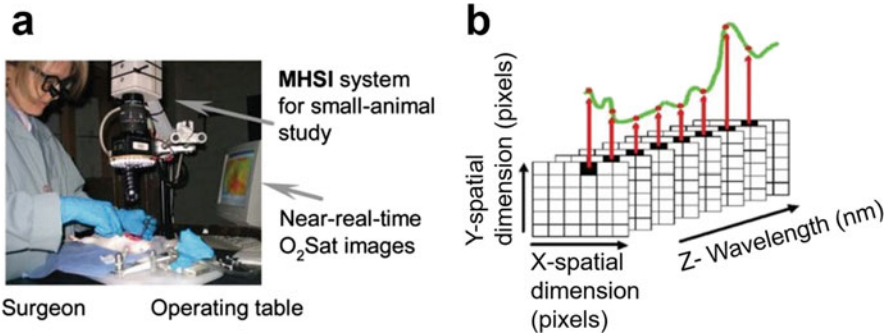 a
MHSI system
for small-animal
study
Near-real-time
O₂Sat images
Surgeon
Operating table
b
Y-spatial
dimension (pixels)
X-spatial
dimension
(pixels)
Z- Wavelength (nm)